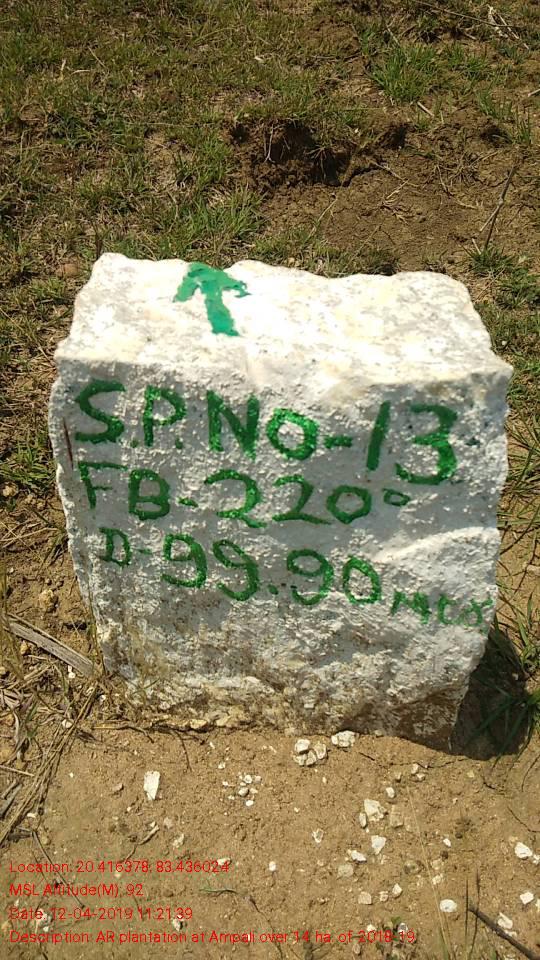 S.P. NO-13
FB-220°
D-99.90
Location: 20.416378, 83.436024
MSL Altitude(M): 92
Date: 12-04-2019 11:21:39
Description: AR plantation at Ampali over 14 ha. of 2018-19